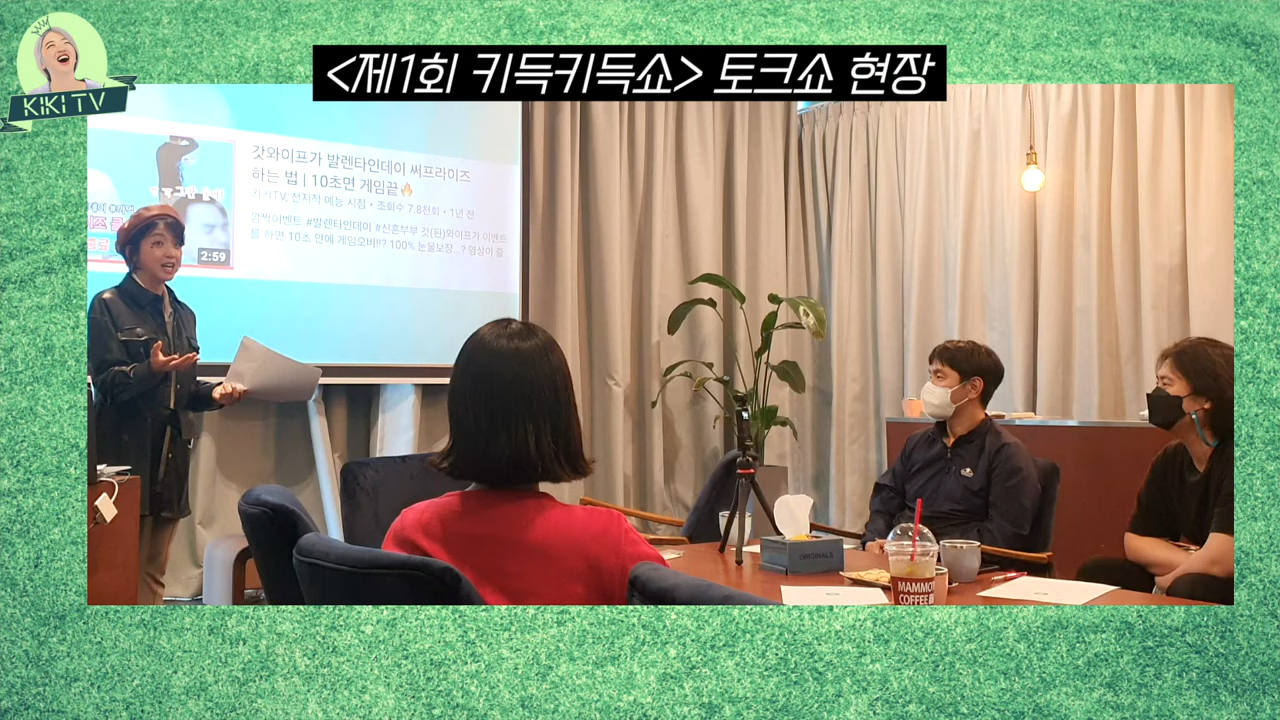 KIKI TV
<제1회 키득키득쇼> 토크쇼 현장
갓와이프가 발렌타인데이 써프라이즈
하는 법 | 10초면 게임끝🔥
키키TV, 전지적 예능 시점 • 조회수 7.8천회 • 1년 전
깜짝이벤트 #발렌타인데이 #신혼부부 갓(된)와이프가 이벤트
를 하면 10초 안에 게임오버!!? 100% 눈물보장...? 영상이 즐
2:59
ORIGINALS
MAMMOTH
COFFEE